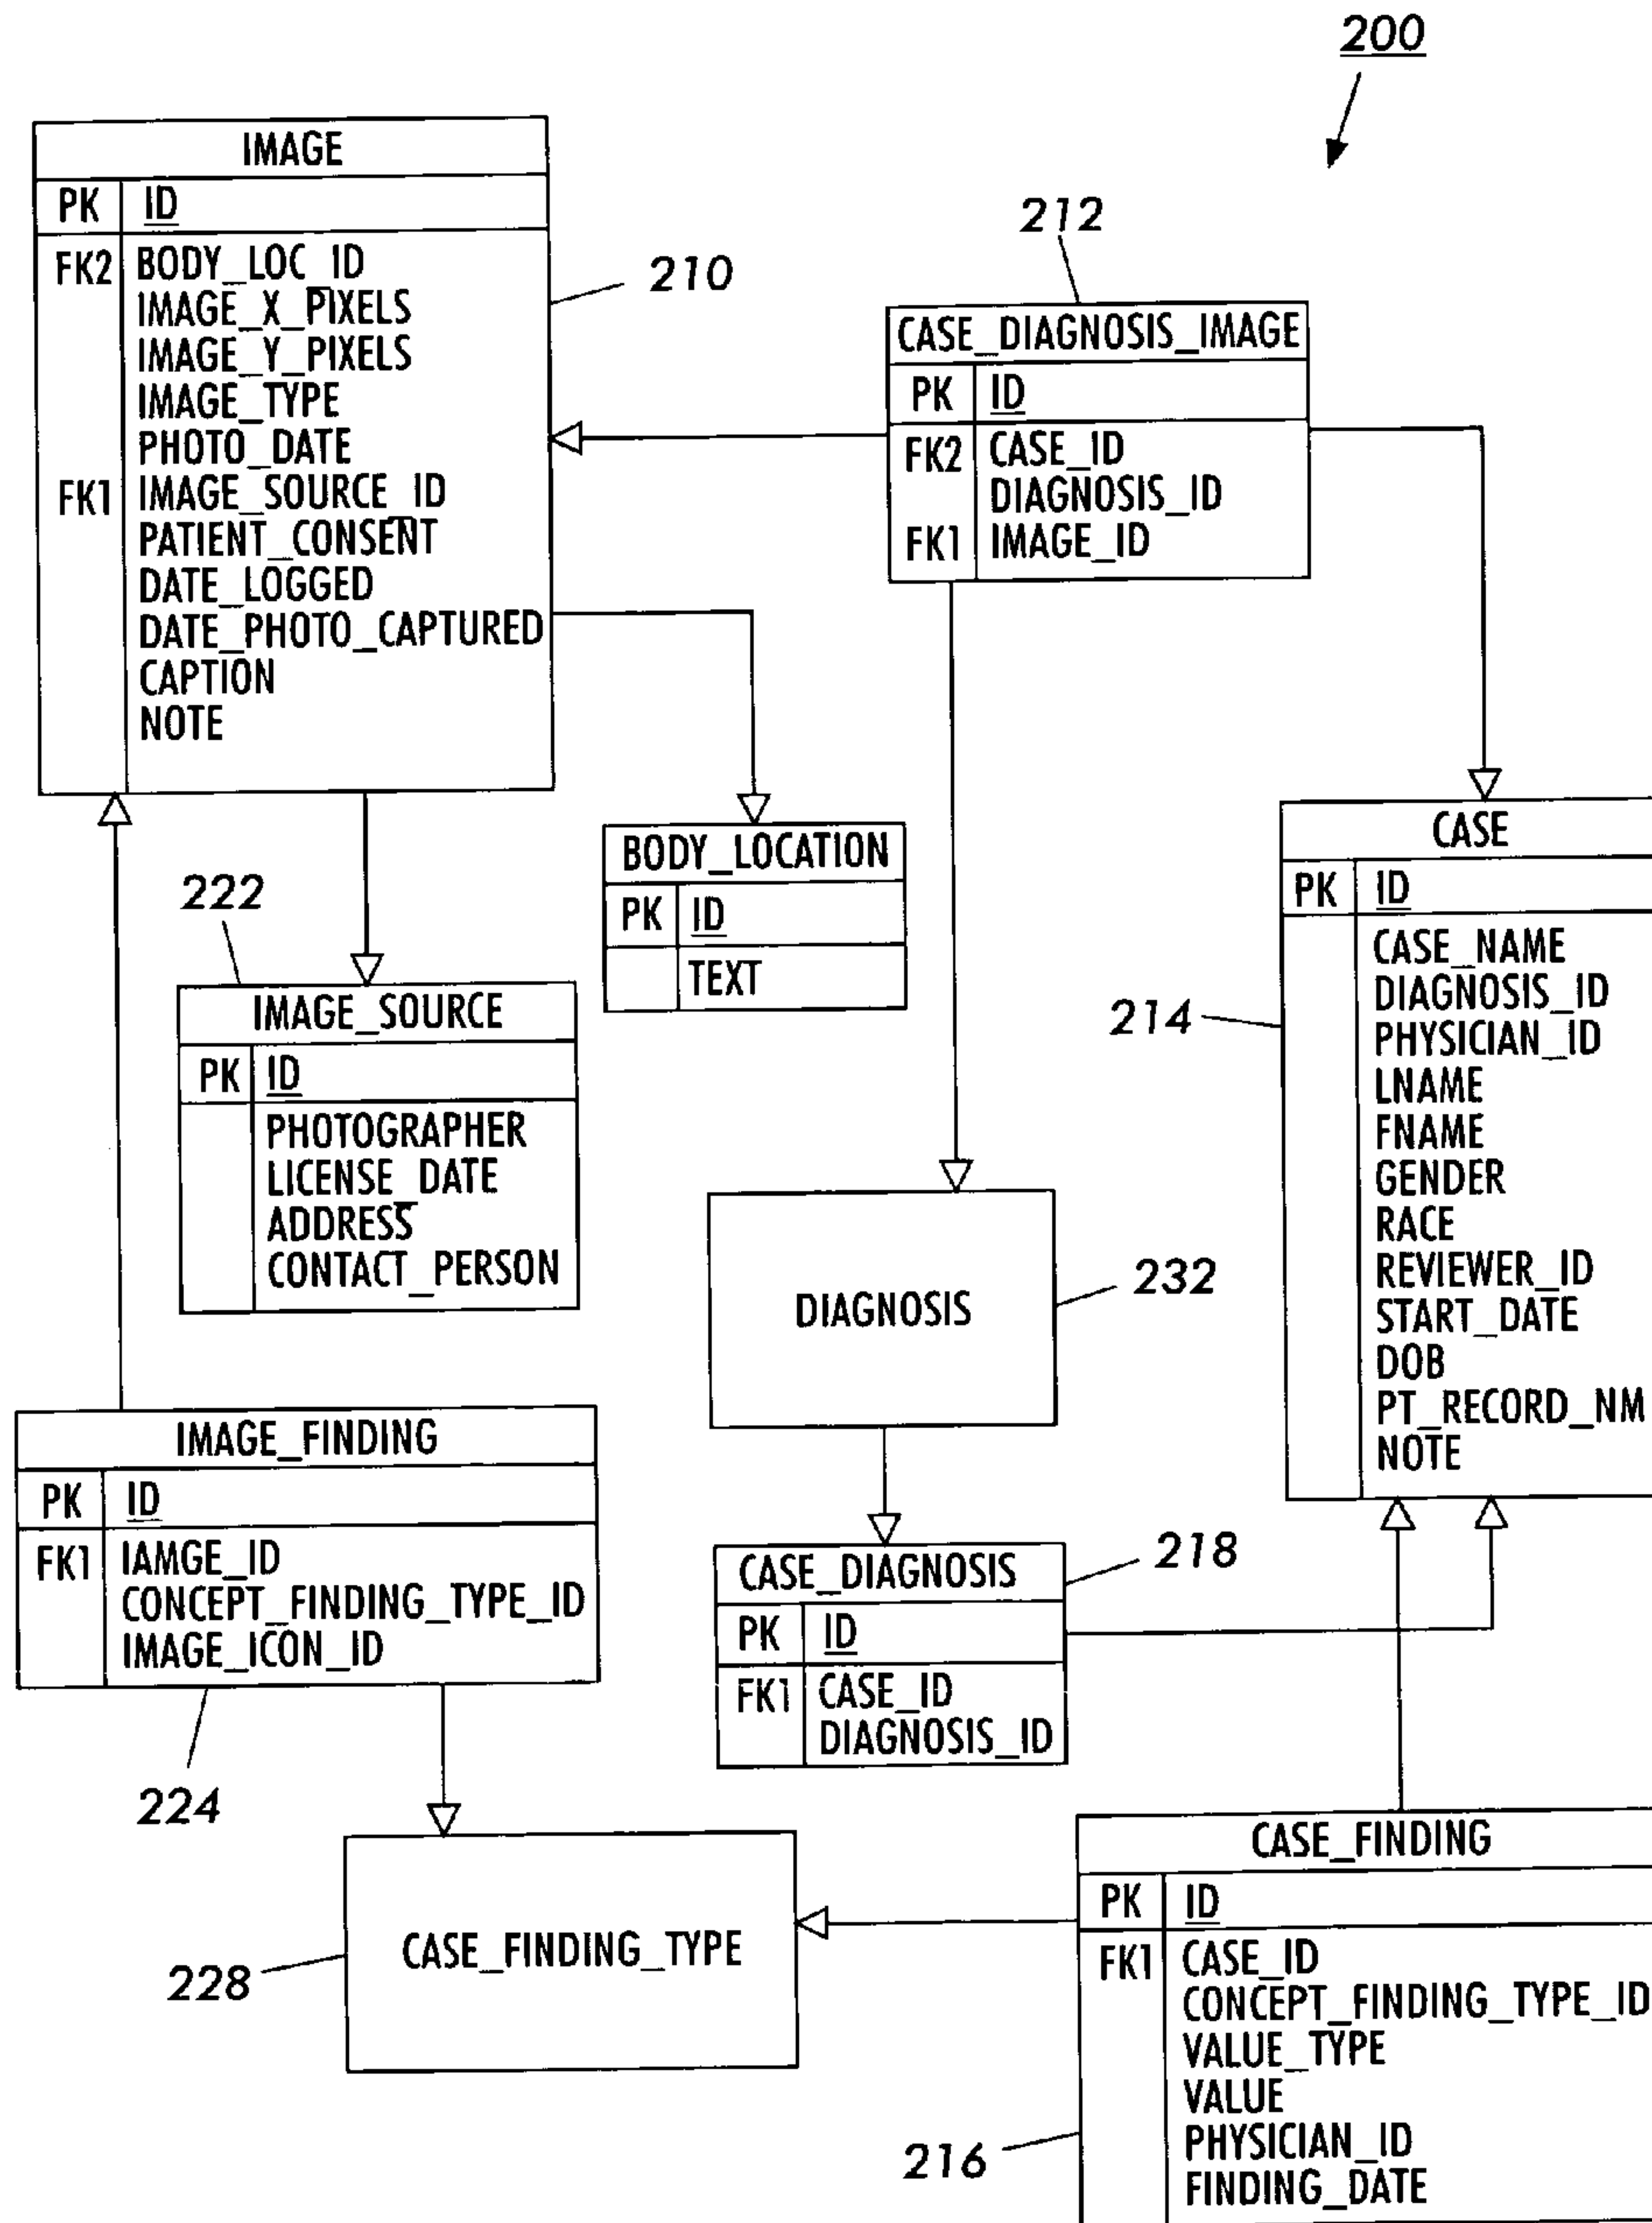 200
IMAGE
PK ID
FK2 BODY_LOC_ID
IMAGE_X_PIXELS
IMAGE_Y_PIXELS
IMAGE_TYPE
PHOTO_DATE
FK1 IMAGE_SOURCE_ID
PATIENT_CONSENT
DATE_LOGGED
DATE_PHOTO_CAPTURED
CAPTION
NOTE
210
212
CASE_DIAGNOSIS_IMAGE
PK ID
FK2 CASE_ID
DIAGNOSIS_ID
FK1 IMAGE_ID
BODY_LOCATION
PK ID
TEXT
222
IMAGE_SOURCE
PK ID
PHOTOGRAPHER
LICENSE_DATE
ADDRESS
CONTACT_PERSON
CASE
PK ID
CASE_NAME
DIAGNOSIS_ID
PHYSICIAN_ID
LNAME
FNAME
GENDER
RACE
REVIEWER_ID
START_DATE
DOB
PT_RECORD_NM
NOTE
214
DIAGNOSIS
232
IMAGE_FINDING
PK ID
FK1 IAMGE_ID
CONCEPT_FINDING_TYPE_ID
IMAGE_ICON_ID
224
CASE_DIAGNOSIS
PK ID
FK1 CASE_ID
DIAGNOSIS_ID
218
CASE_FINDING_TYPE
228
CASE_FINDING
PK ID
FK1 CASE_ID
CONCEPT_FINDING_TYPE_ID
VALUE_TYPE
VALUE
PHYSICIAN_ID
FINDING_DATE
216